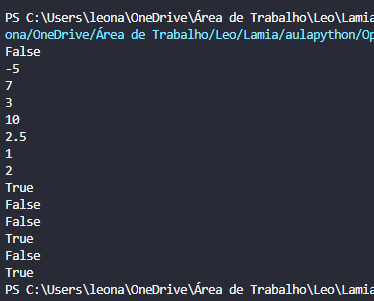 PS C:\Users\leona\OneDrive\Área de Trabalho\Leo\Lamia
ona/OneDrive/Área de Trabalho/Leo/Lamia/aulapython/Op
False
-5
7
3
10
2.5
1
2
True
False
False
True
False
True
PS C:\Users\leona\OneDrive\Área de Trabalho\Leo\Lamia